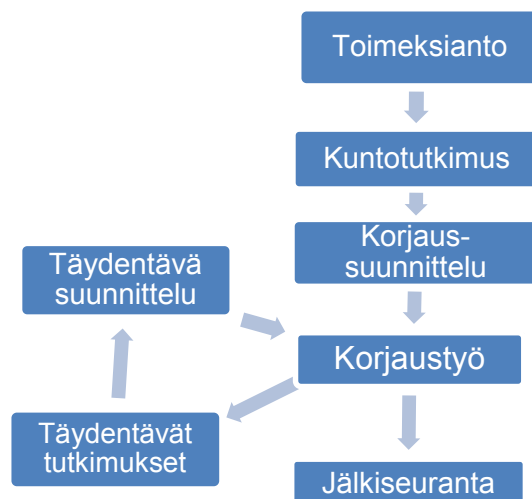 Toimeksianto
Kuntotutkimus
Korjaus-
suunnittelu
Täydentävä
suunnittelu
Korjaustyö
Täydentävät
tutkimukset
Jälkiseuranta